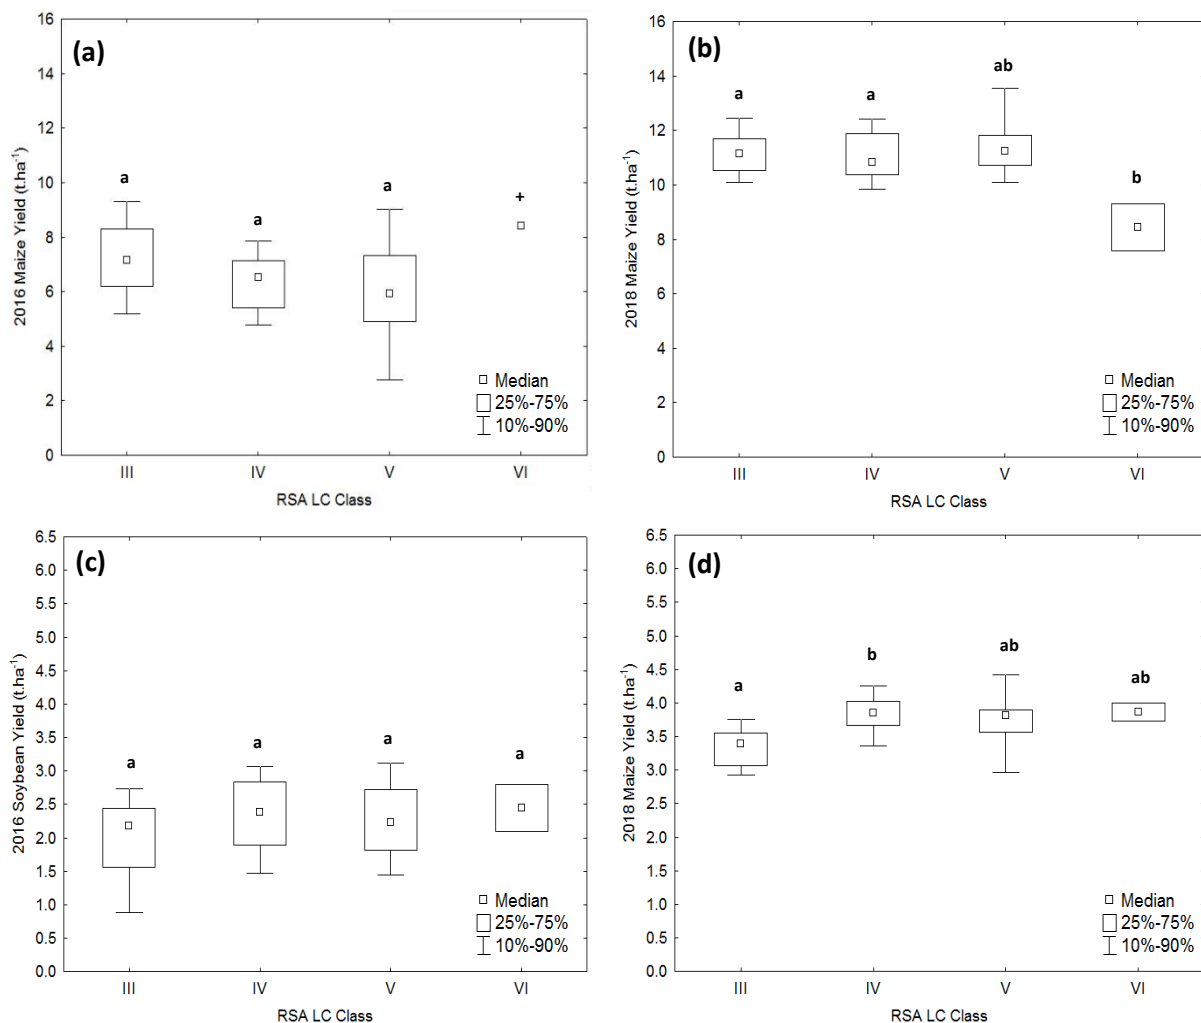 (a)
2016 Maize Yield (t.ha-1)
16
14
12
10
8
6
4
2
0
a
a
a
+
Median
25%-75%
10%-90%
III IV V VI
RSA LC Class
(b)
2018 Maize Yield (t.ha-1)
16
14
12
10
8
6
4
2
0
a
a
ab
b
Median
25%-75%
10%-90%
III IV V VI
RSA LC Class
(c)
2016 Soybean Yield (t.ha-1)
6.5
6.0
5.5
5.0
4.5
4.0
3.5
3.0
2.5
2.0
1.5
1.0
0.5
0.0
a
a
a
a
Median
25%-75%
10%-90%
III IV V VI
RSA LC Class
(d)
2018 Maize Yield (t.ha-1)
6.5
6.0
5.5
5.0
4.5
4.0
3.5
3.0
2.5
2.0
1.5
1.0
0.5
0.0
a
b
ab
ab
Median
25%-75%
10%-90%
III IV V VI
RSA LC Class